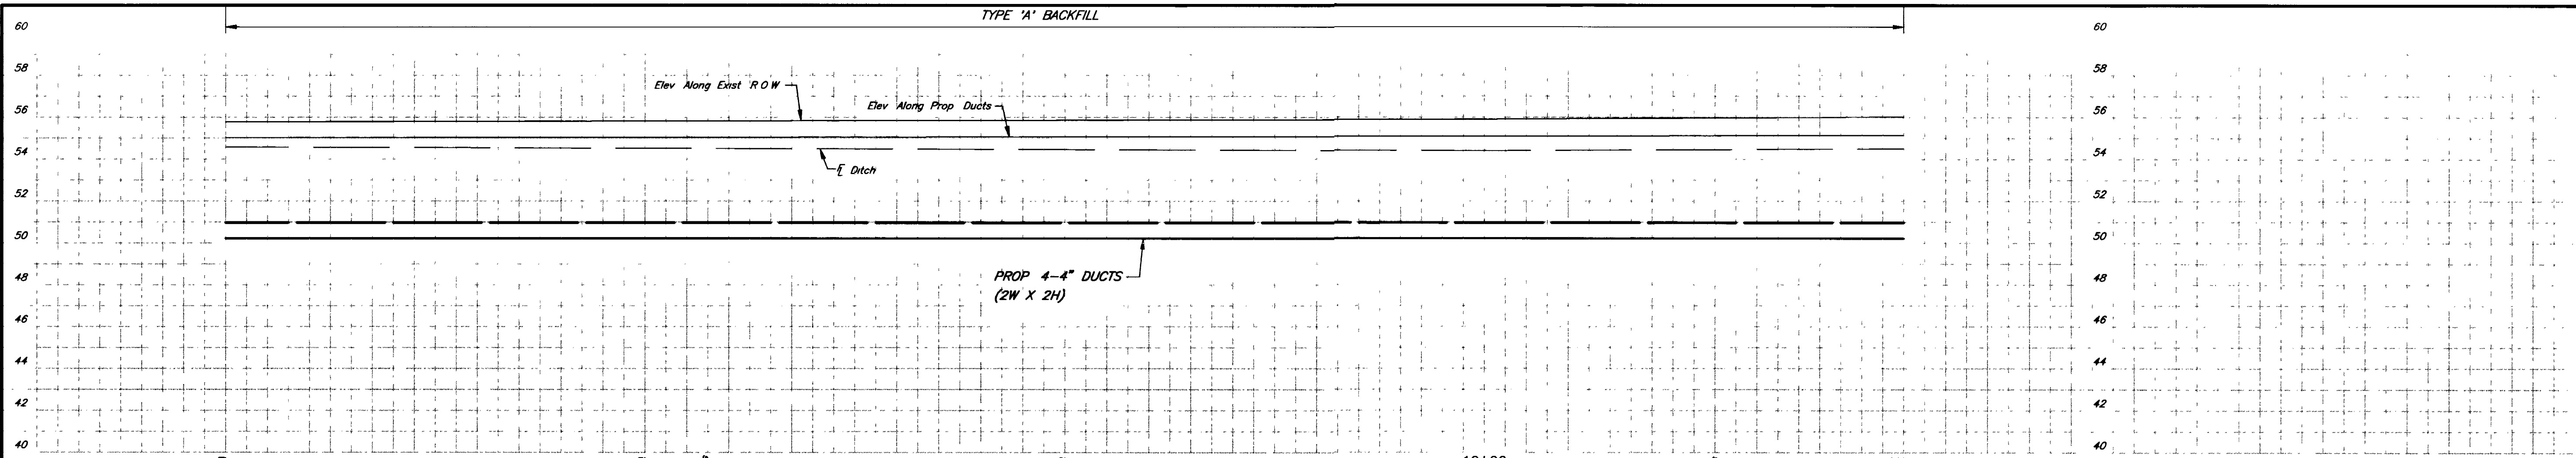 TYPE 'A' BACKFILL
60 60
58 58
Elev Along Exist R O W
Elev Along Prop Ducts
56 56
54 54
Ditch
52 52
50 50
PROP 4-4" DUCTS
(2W X 2H)
48 48
46 46
44 44
42 42
40 40